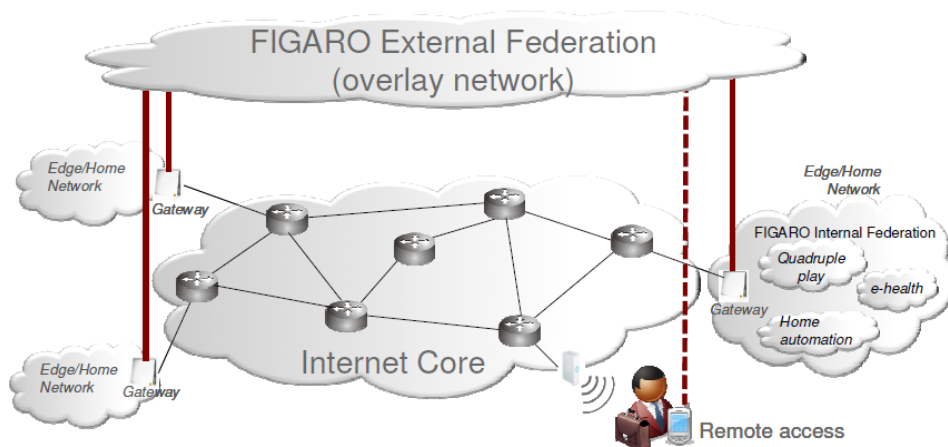 FIGARO External Federation
(overlay network)
Edge/Home
Network
Gateway
Edge/Home
Network
FIGARO Internal Federation
Quadruple
play
e-health
Home
automation
Gateway
Internet Core
Edge/Home
Network
Gateway
Remote access